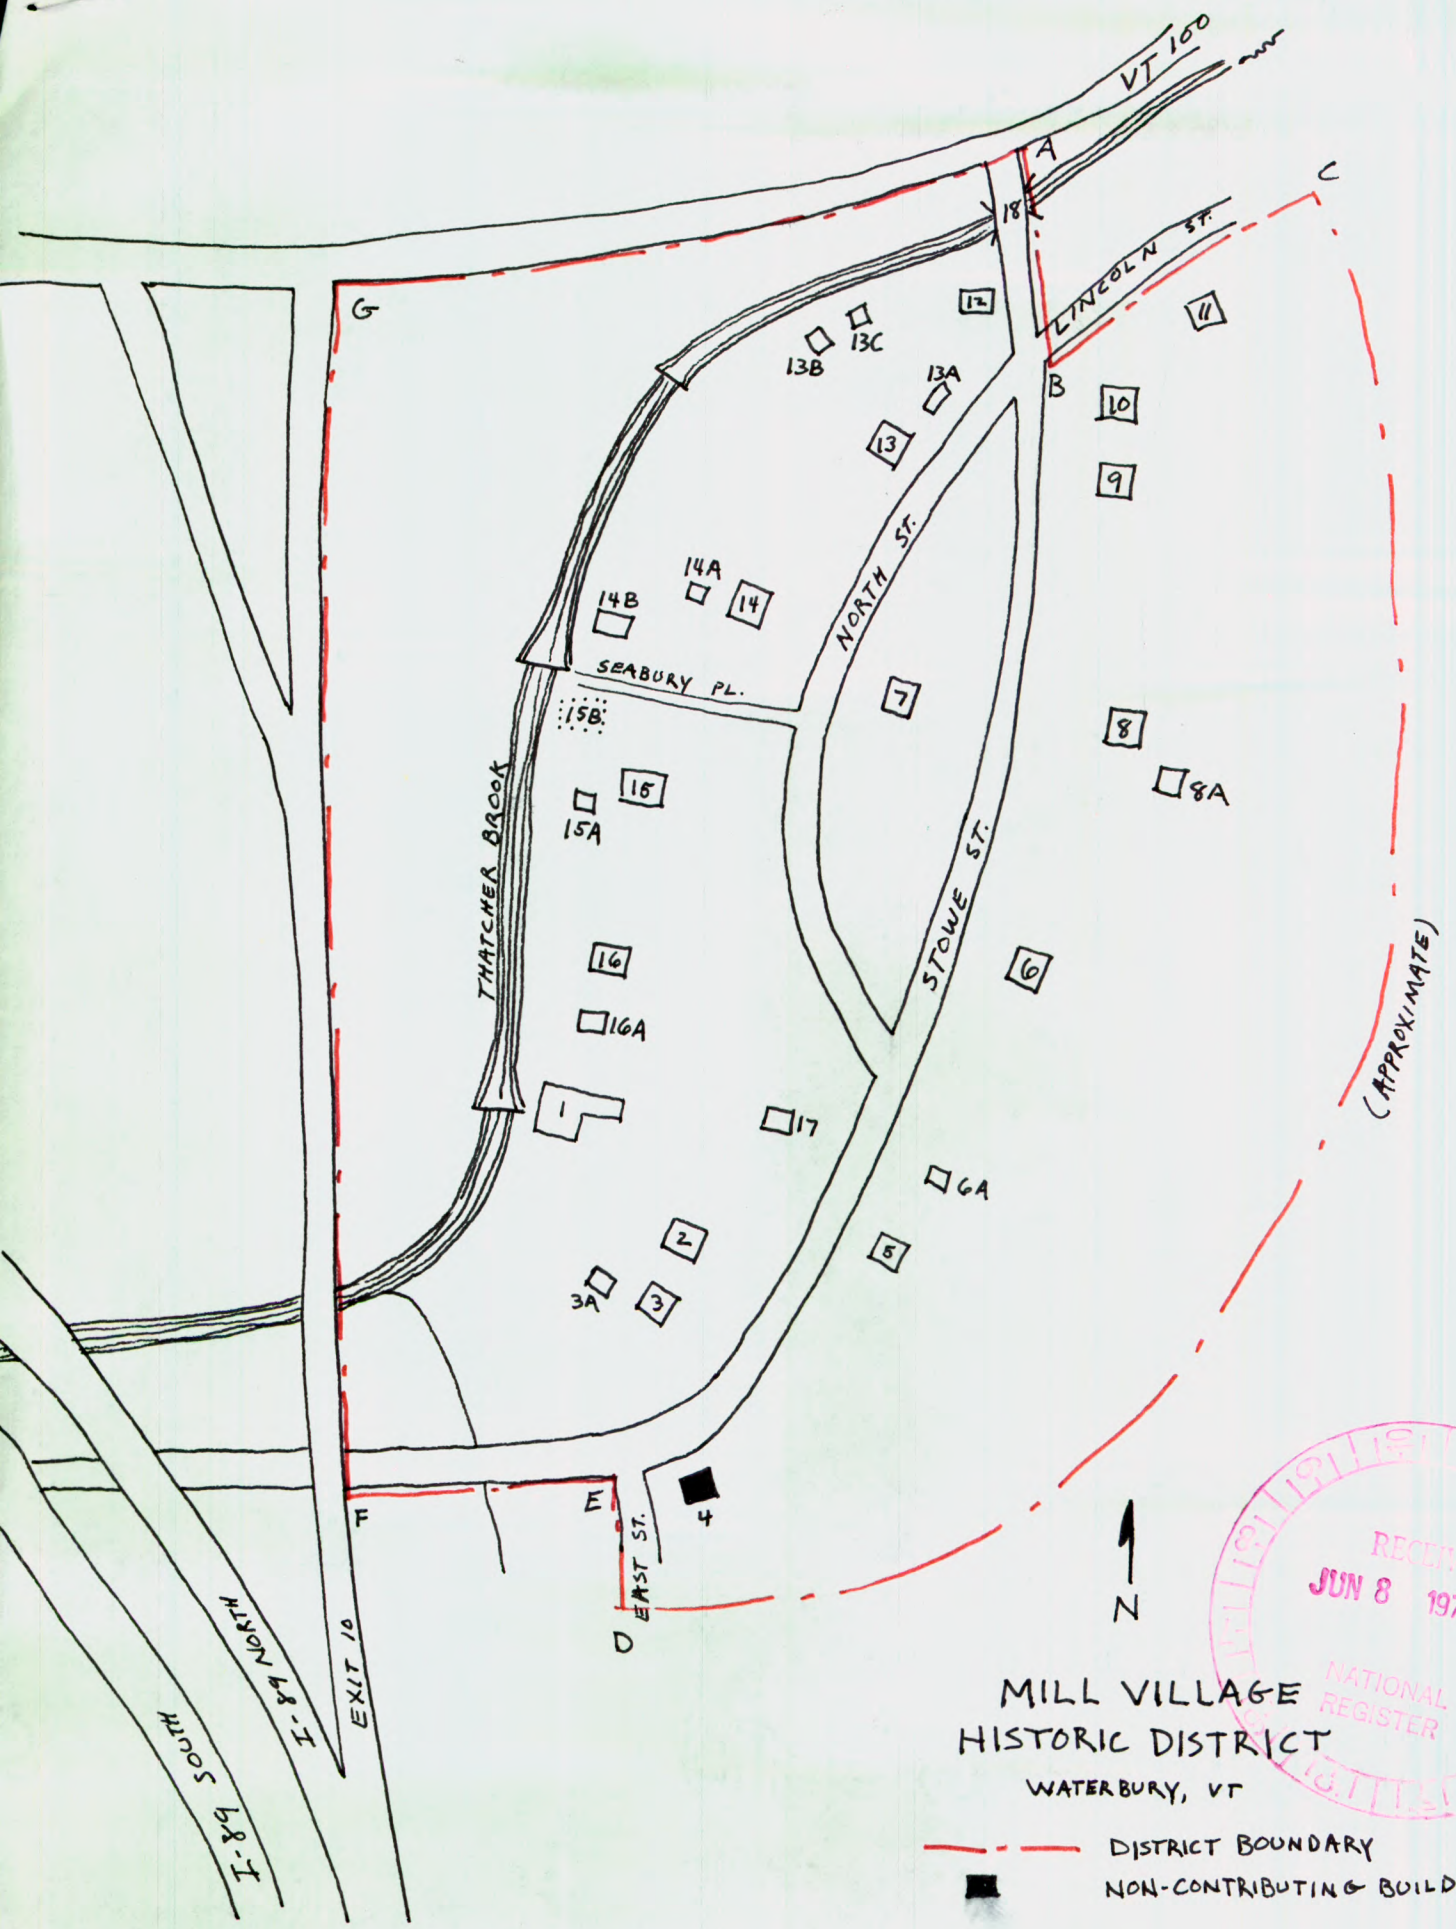 VT 100
A
C
18
LINCOLN ST.
G
12
11
13C
13B
13A
B
10
13
9
NORTH ST.
14A
14B
14
SEABURY PL.
7
15B
8
15
8A
15A
THATCHER BROOK
STOWE ST.
16
6
(APPROXIMATE)
16A
1
17
6A
2
5
3A
3
E
4
F
EAST ST.
D
N
I-89 NORTH
EXIT 10
I-89 SOUTH
RECEI
JUN 8 197
NATIONAL
REGISTER
MILL VILLAGE
HISTORIC DISTRICT
WATERBURY, VT
DISTRICT BOUNDARY
NON-CONTRIBUTING BUILD